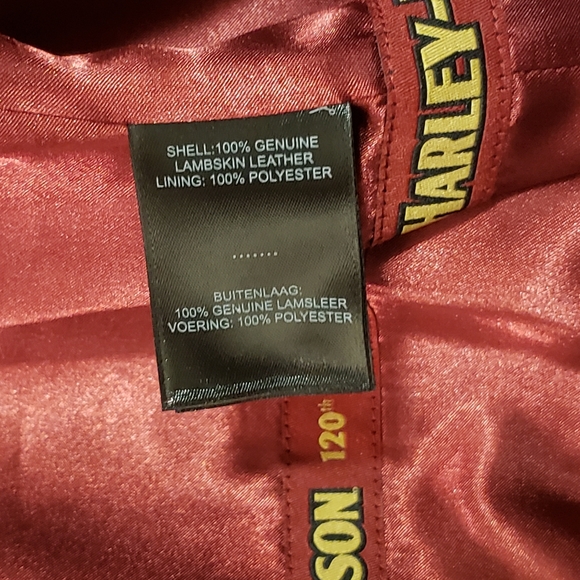 SHELL:100% GENUINE
LAMBSKIN LEATHER
LINING: 100% POLYESTER
.......
BUITENLAAG:
100% GENUINE LAMSLEER
VOERING: 100% POLYESTER
HARLEY-
120th
SON